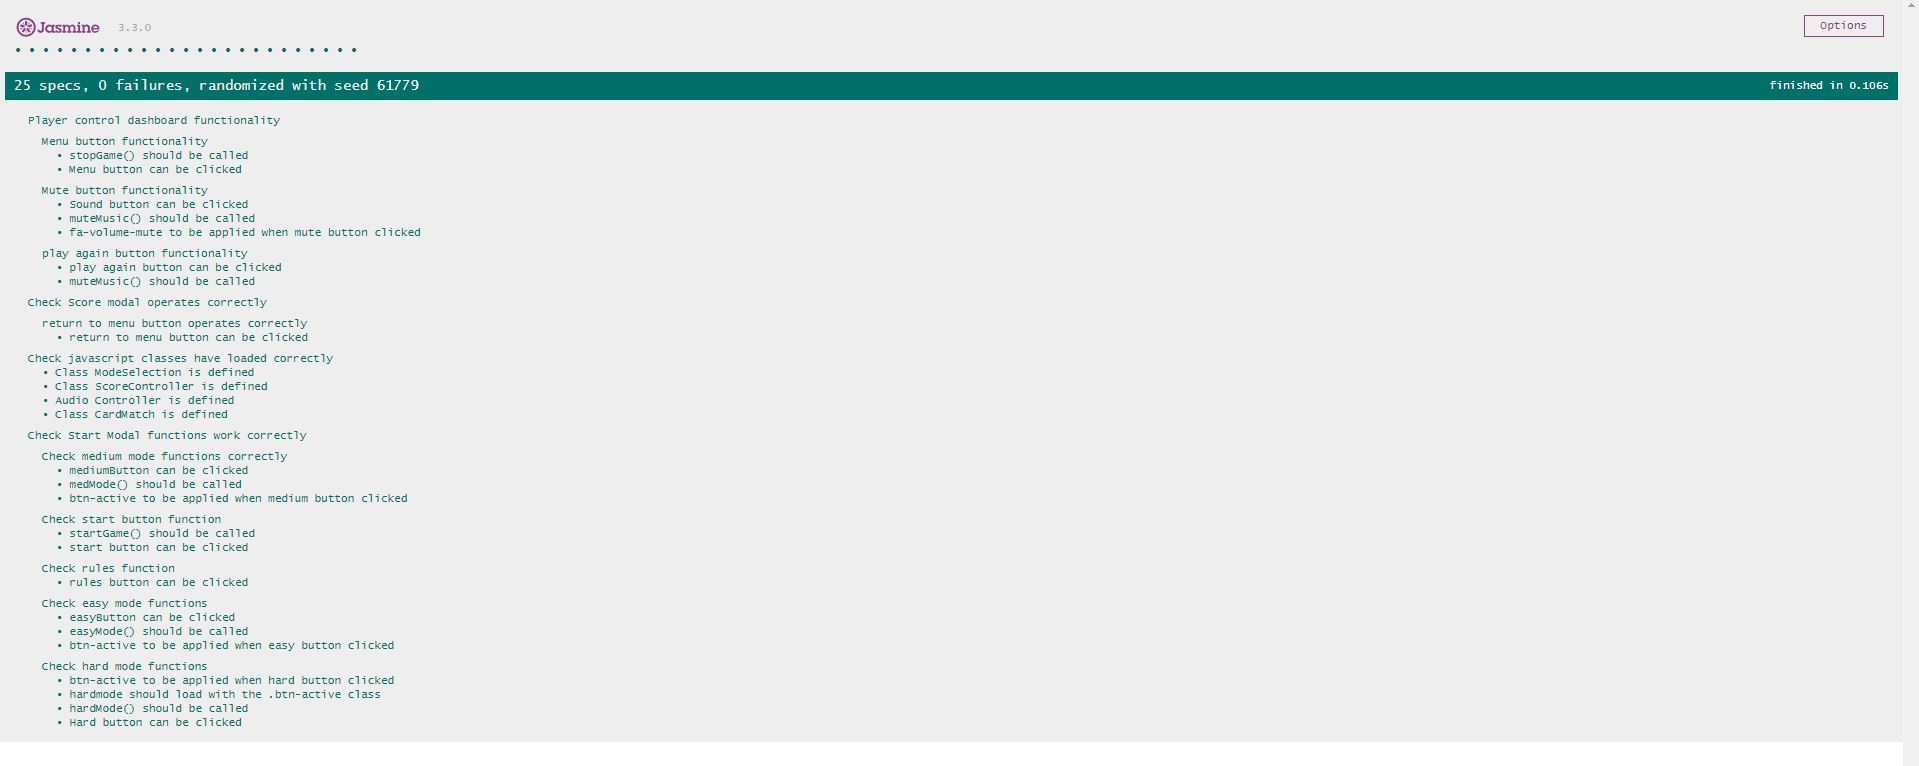 Jasmine 3.3.0 Options
• • • • • • • • • • • • • • • • • • • • • • • • •
25 specs, 0 failures, randomized with seed 61779 finished in 0.106s
Player control dashboard functionality
Menu button functionality
• stopGame() should be called
• Menu button can be clicked
Mute button functionality
• Sound button can be clicked
• muteMusic() should be called
• fa-volume-mute to be applied when mute button clicked
play again button functionality
• play again button can be clicked
• muteMusic() should be called
Check Score modal operates correctly
return to menu button operates correctly
• return to menu button can be clicked
Check javascript classes have loaded correctly
• Class ModeSelection is defined
• Class ScoreController is defined
• Audio Controller is defined
• Class CardMatch is defined
Check Start Modal functions work correctly
Check medium mode functions correctly
• mediumButton can be clicked
• medMode() should be called
• btn-active to be applied when medium button clicked
Check start button function
• startGame() should be called
• start button can be clicked
Check rules function
• rules button can be clicked
Check easy mode functions
• easyButton can be clicked
• easyMode() should be called
• btn-active to be applied when easy button clicked
Check hard mode functions
• btn-active to be applied when hard button clicked
• hardmode should load with the .btn-active class
• hardMode() should be called
• Hard button can be clicked